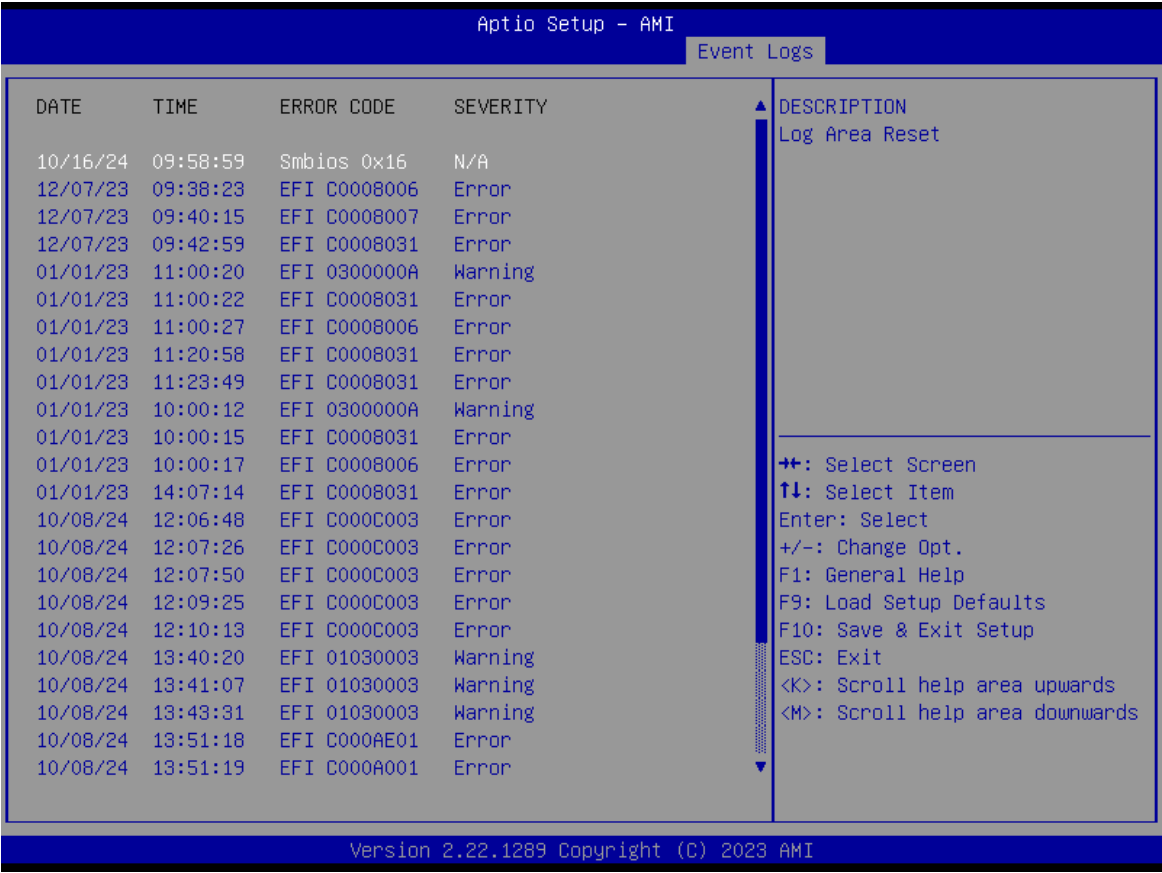 Aptio Setup – AMI
Event Logs
DATE TIME ERROR CODE SEVERITY
10/16/24 09:58:59 Smbios 0x16 N/A
12/07/23 09:38:23 EFI C0008006 Error
12/07/23 09:40:15 EFI C0008007 Error
12/07/23 09:42:59 EFI C0008031 Error
01/01/23 11:00:20 EFI 0300000A Warning
01/01/23 11:00:22 EFI C0008031 Error
01/01/23 11:00:27 EFI C0008006 Error
01/01/23 11:20:58 EFI C0008031 Error
01/01/23 11:23:49 EFI C0008031 Error
01/01/23 10:00:12 EFI 0300000A Warning
01/01/23 10:00:15 EFI C0008031 Error
01/01/23 10:00:17 EFI C0008006 Error
01/01/23 14:07:14 EFI C0008031 Error
10/08/24 12:06:48 EFI C000C003 Error
10/08/24 12:07:26 EFI C000C003 Error
10/08/24 12:07:50 EFI C000C003 Error
10/08/24 12:09:25 EFI C000C003 Error
10/08/24 12:10:13 EFI C000C003 Error
10/08/24 13:40:20 EFI 01030003 Warning
10/08/24 13:41:07 EFI 01030003 Warning
10/08/24 13:43:31 EFI 01030003 Warning
10/08/24 13:51:18 EFI C000AE01 Error
10/08/24 13:51:19 EFI C000A001 Error
DESCRIPTION
Log Area Reset
→←: Select Screen
↑↓: Select Item
Enter: Select
+/-: Change Opt.
F1: General Help
F9: Load Setup Defaults
F10: Save & Exit Setup
ESC: Exit
<K>: Scroll help area upwards
<M>: Scroll help area downwards
Version 2.22.1289 Copyright (C) 2023 AMI